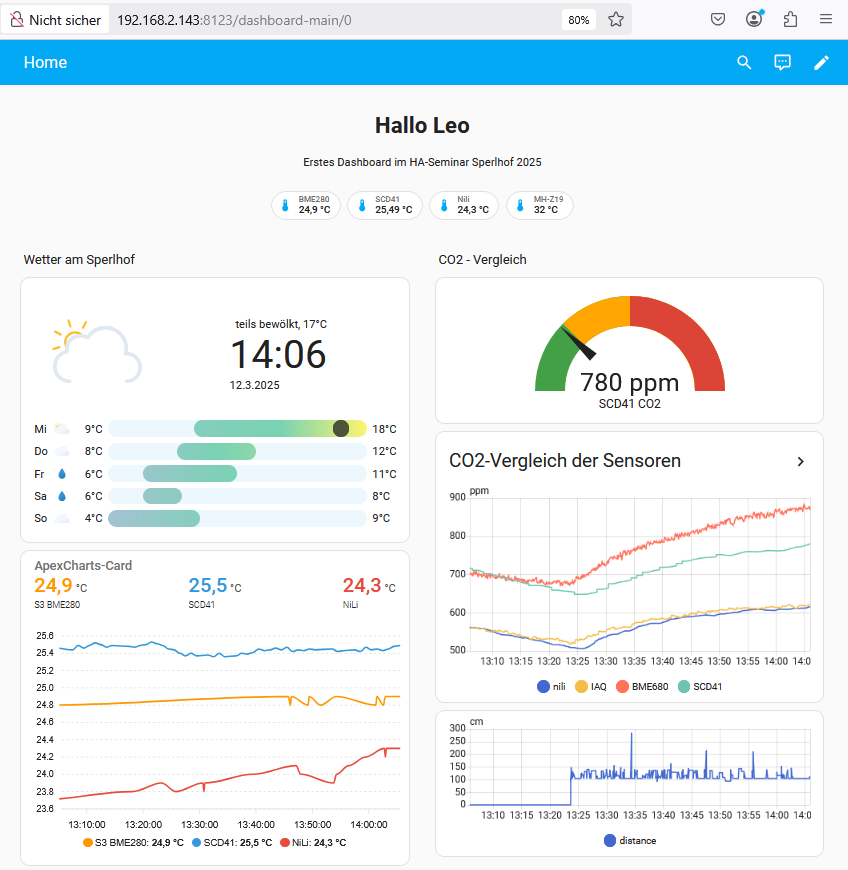 Nicht sicher 192.168.2.143:8123/dashboard-main/0 80%
Home
Hallo Leo
Erstes Dashboard im HA-Seminar Sperlhof 2025
BME280
24,9 °C
SCD41
25,49 °C
Nili
24,3 °C
MH-Z19
32 °C
Wetter am Sperlhof
teils bewölkt, 17°C
14:06
12.3.2025
Mi 9°C 18°C
Do 8°C 12°C
Fr 6°C 11°C
Sa 6°C 8°C
So 4°C 9°C
ApexCharts-Card
24,9 °C 25,5 °C 24,3 °C
S3 BME280 SCD41 NiLi
25.6
25.4
25.2
25.0
24.8
24.6
24.4
24.2
24.0
23.8
23.6
13:10:00 13:20:00 13:30:00 13:40:00 13:50:00 14:00:00
S3 BME280: 24,9 °C SCD41: 25,5 °C NiLi: 24,3 °C
CO2 - Vergleich
780 ppm
SCD41 CO2
CO2-Vergleich der Sensoren
ppm
900
800
700
600
500
13:10 13:15 13:20 13:25 13:30 13:35 13:40 13:45 13:50 13:55 14:00 14:0
nili IAQ BME680 SCD41
cm
300
250
200
150
100
50
0
13:10 13:15 13:20 13:25 13:30 13:35 13:40 13:45 13:50 13:55 14:00 14:0
distance